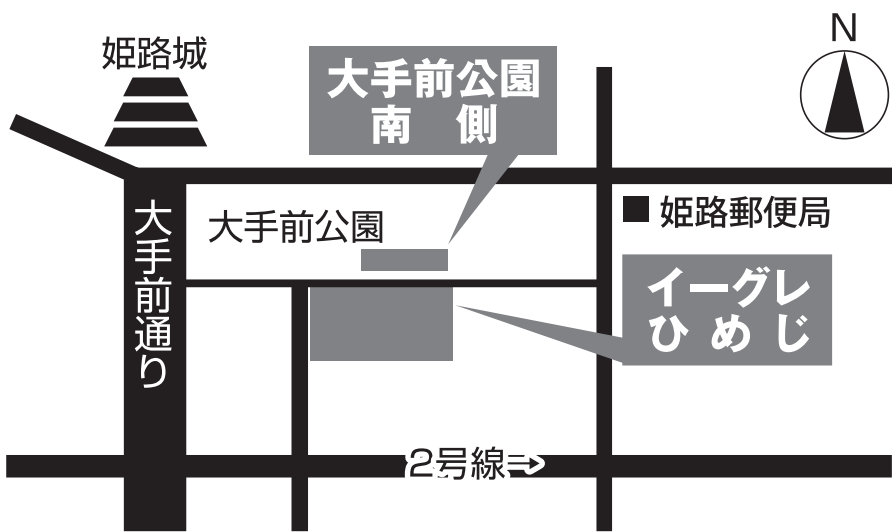 N
姫路城
大手前公園
南　側
大手前公園
姫路郵便局
大手前通り
イーグレ
ひめじ
2号線⇒